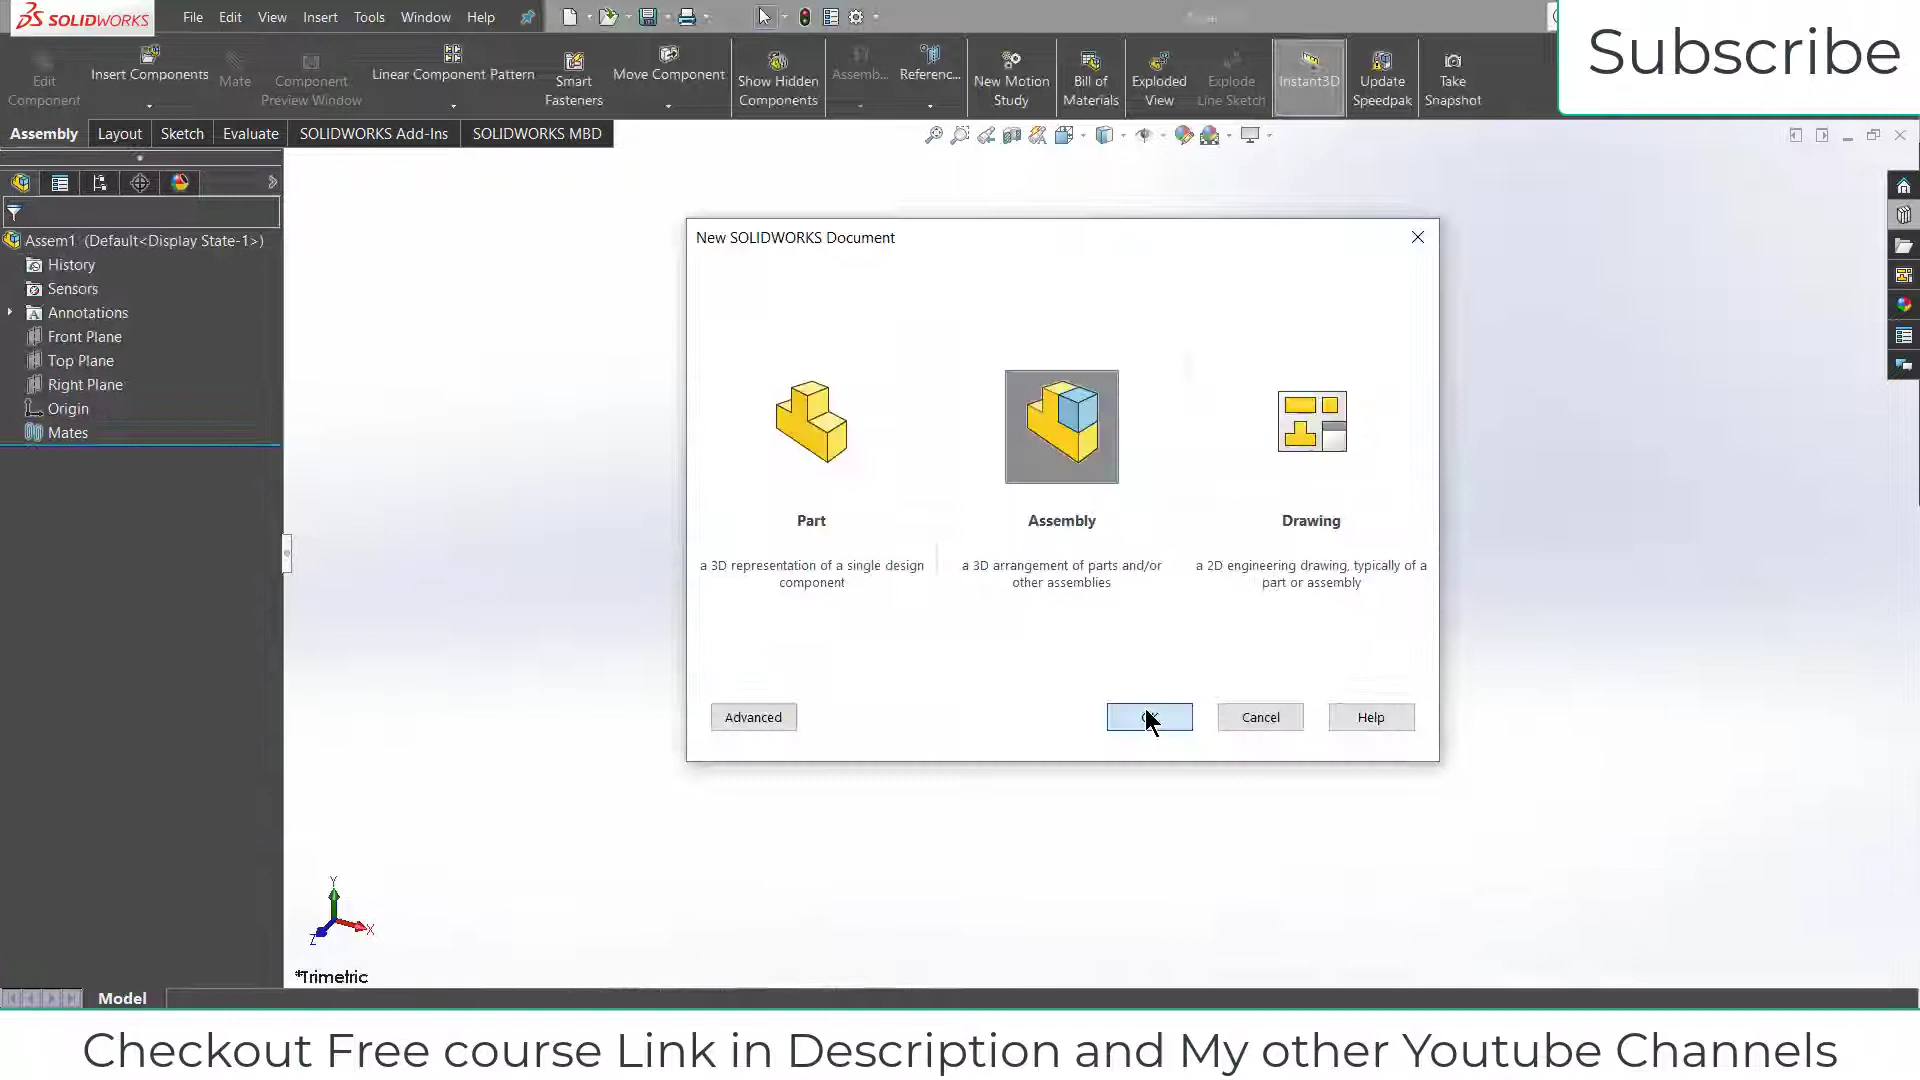 SOLIDWORKS
File Edit View Insert Tools Window Help
Subscribe
Edit Component
Insert Components
Mate
Component Preview Window
Linear Component Pattern
Smart Fasteners
Move Component
Show Hidden Components
Assemb...
Referenc...
New Motion Study
Bill of Materials
Exploded View
Explode Line Sketch
Instant3D
Update Speedpak
Take Snapshot
Assembly Layout Sketch Evaluate SOLIDWORKS Add-Ins SOLIDWORKS MBD
Assem1 (Default<Display State-1>)
History
Sensors
Annotations
Front Plane
Top Plane
Right Plane
Origin
Mates
New SOLIDWORKS Document
Part
a 3D representation of a single design
component
Assembly
a 3D arrangement of parts and/or
other assemblies
Drawing
a 2D engineering drawing, typically of a
part or assembly
Advanced
Cancel
Help
Y
X
Z
*Trimetric
Model
Checkout Free course Link in Description and My other Youtube Channels